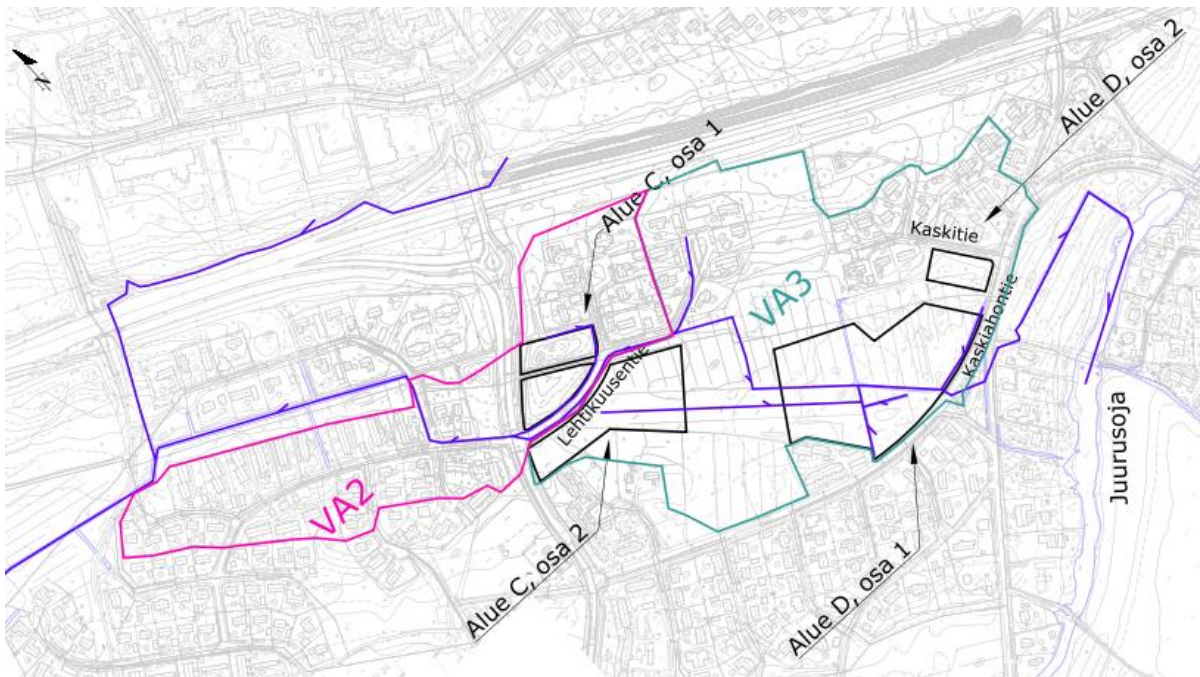 Alue D, osa 2
Alue C, osa 1
Kaskitie
VA3
Kaskiahontie
Lehtikuusentie
Juurusoja
VA2
Alue C, osa 2
Alue D, osa 1